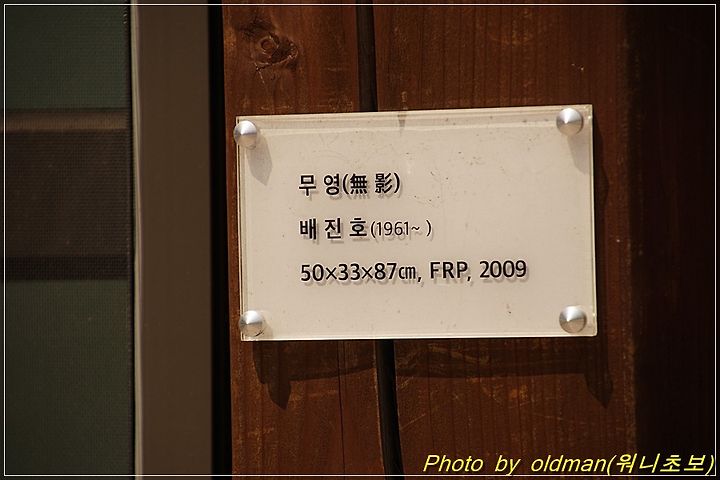 무 영(無 影)
배 진 호(1961~ )
50×33×87㎝, FRP, 2009
Photo by oldman(워니초보)